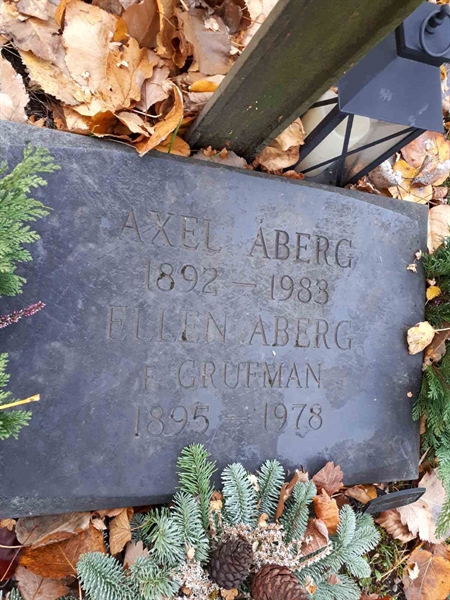 AXEL ÅBERG
1892 — 1983
ELLEN ÅBERG
F. GRUFMAN
1895 — 1978